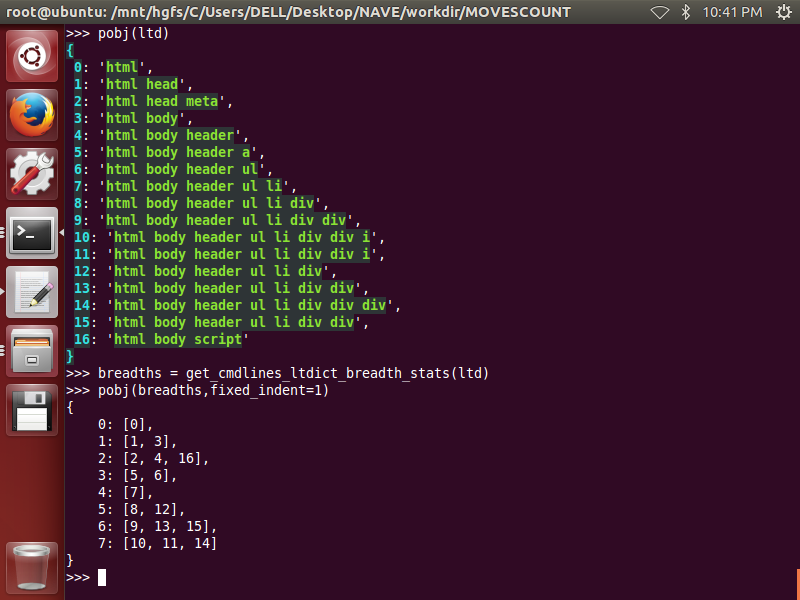 root@ubuntu: /mnt/hgfs/C/Users/DELL/Desktop/NAVE/workdir/MOVESCOUNT 10:41 PM
>>> pobj(ltd)
{
 0: 'html',
 1: 'html head',
 2: 'html head meta',
 3: 'html body',
 4: 'html body header',
 5: 'html body header a',
 6: 'html body header ul',
 7: 'html body header ul li',
 8: 'html body header ul li div',
 9: 'html body header ul li div div',
 10: 'html body header ul li div div i',
 11: 'html body header ul li div div i',
 12: 'html body header ul li div',
 13: 'html body header ul li div div',
 14: 'html body header ul li div div div',
 15: 'html body header ul li div div',
 16: 'html body script'
}
>>> breadths = get_cmdlines_ltdict_breadth_stats(ltd)
>>> pobj(breadths,fixed_indent=1)
{
    0: [0],
    1: [1, 3],
    2: [2, 4, 16],
    3: [5, 6],
    4: [7],
    5: [8, 12],
    6: [9, 13, 15],
    7: [10, 11, 14]
}
>>>